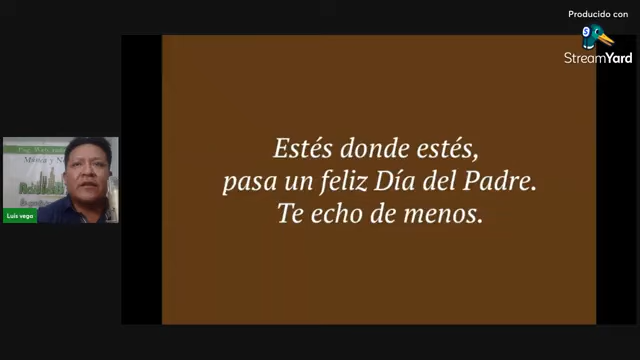 Producido con
StreamYard
Estés donde estés,
pasa un feliz Día del Padre.
Te echo de menos.
Luis vega